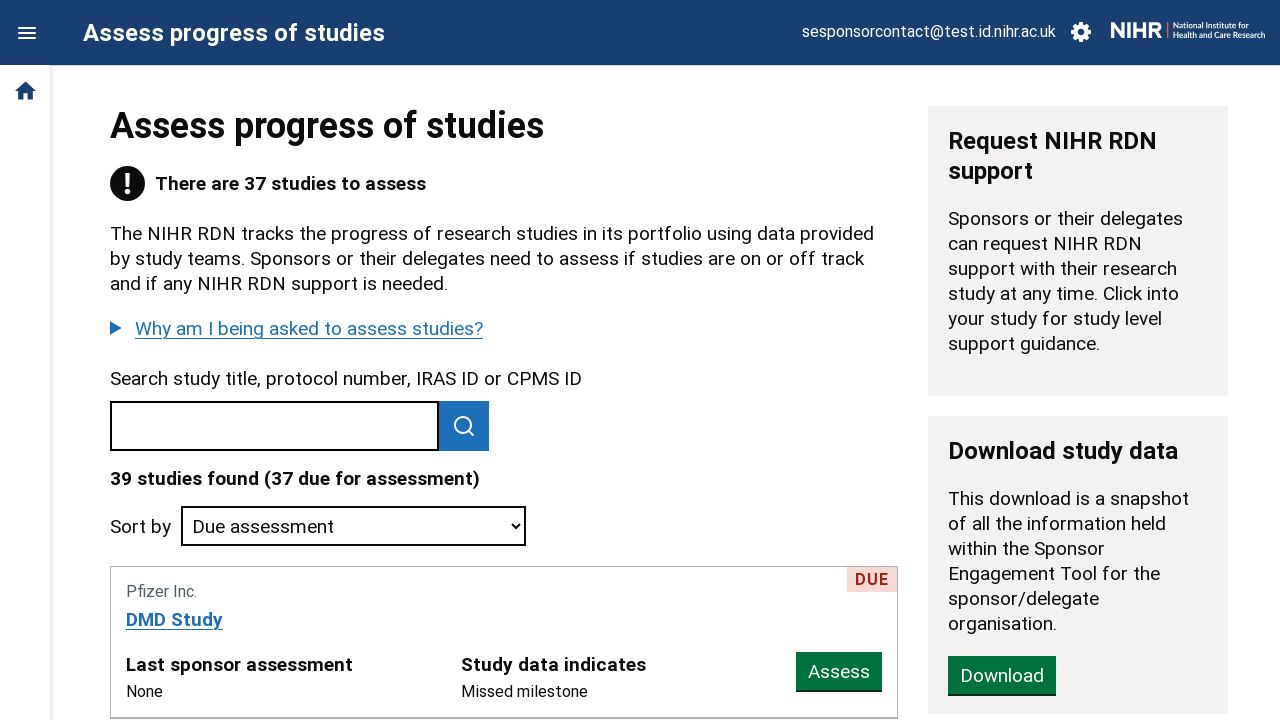 Assess progress of studies
sesponsorcontact@test.id.nihr.ac.uk
NIHR
National Institute for
Health and Care Research
Assess progress of studies
There are 37 studies to assess
The NIHR RDN tracks the progress of research studies in its portfolio using data provided
by study teams. Sponsors or their delegates need to assess if studies are on or off track
and if any NIHR RDN support is needed.
Why am I being asked to assess studies?
Search study title, protocol number, IRAS ID or CPMS ID
39 studies found (37 due for assessment)
Sort by
Due assessment
DUE
Pfizer Inc.
DMD Study
Last sponsor assessment
None
Study data indicates
Missed milestone
Assess
Request NIHR RDN
support
Sponsors or their delegates
can request NIHR RDN
support with their research
study at any time. Click into
your study for study level
support guidance.
Download study data
This download is a snapshot
of all the information held
within the Sponsor
Engagement Tool for the
sponsor/delegate
organisation.
Download